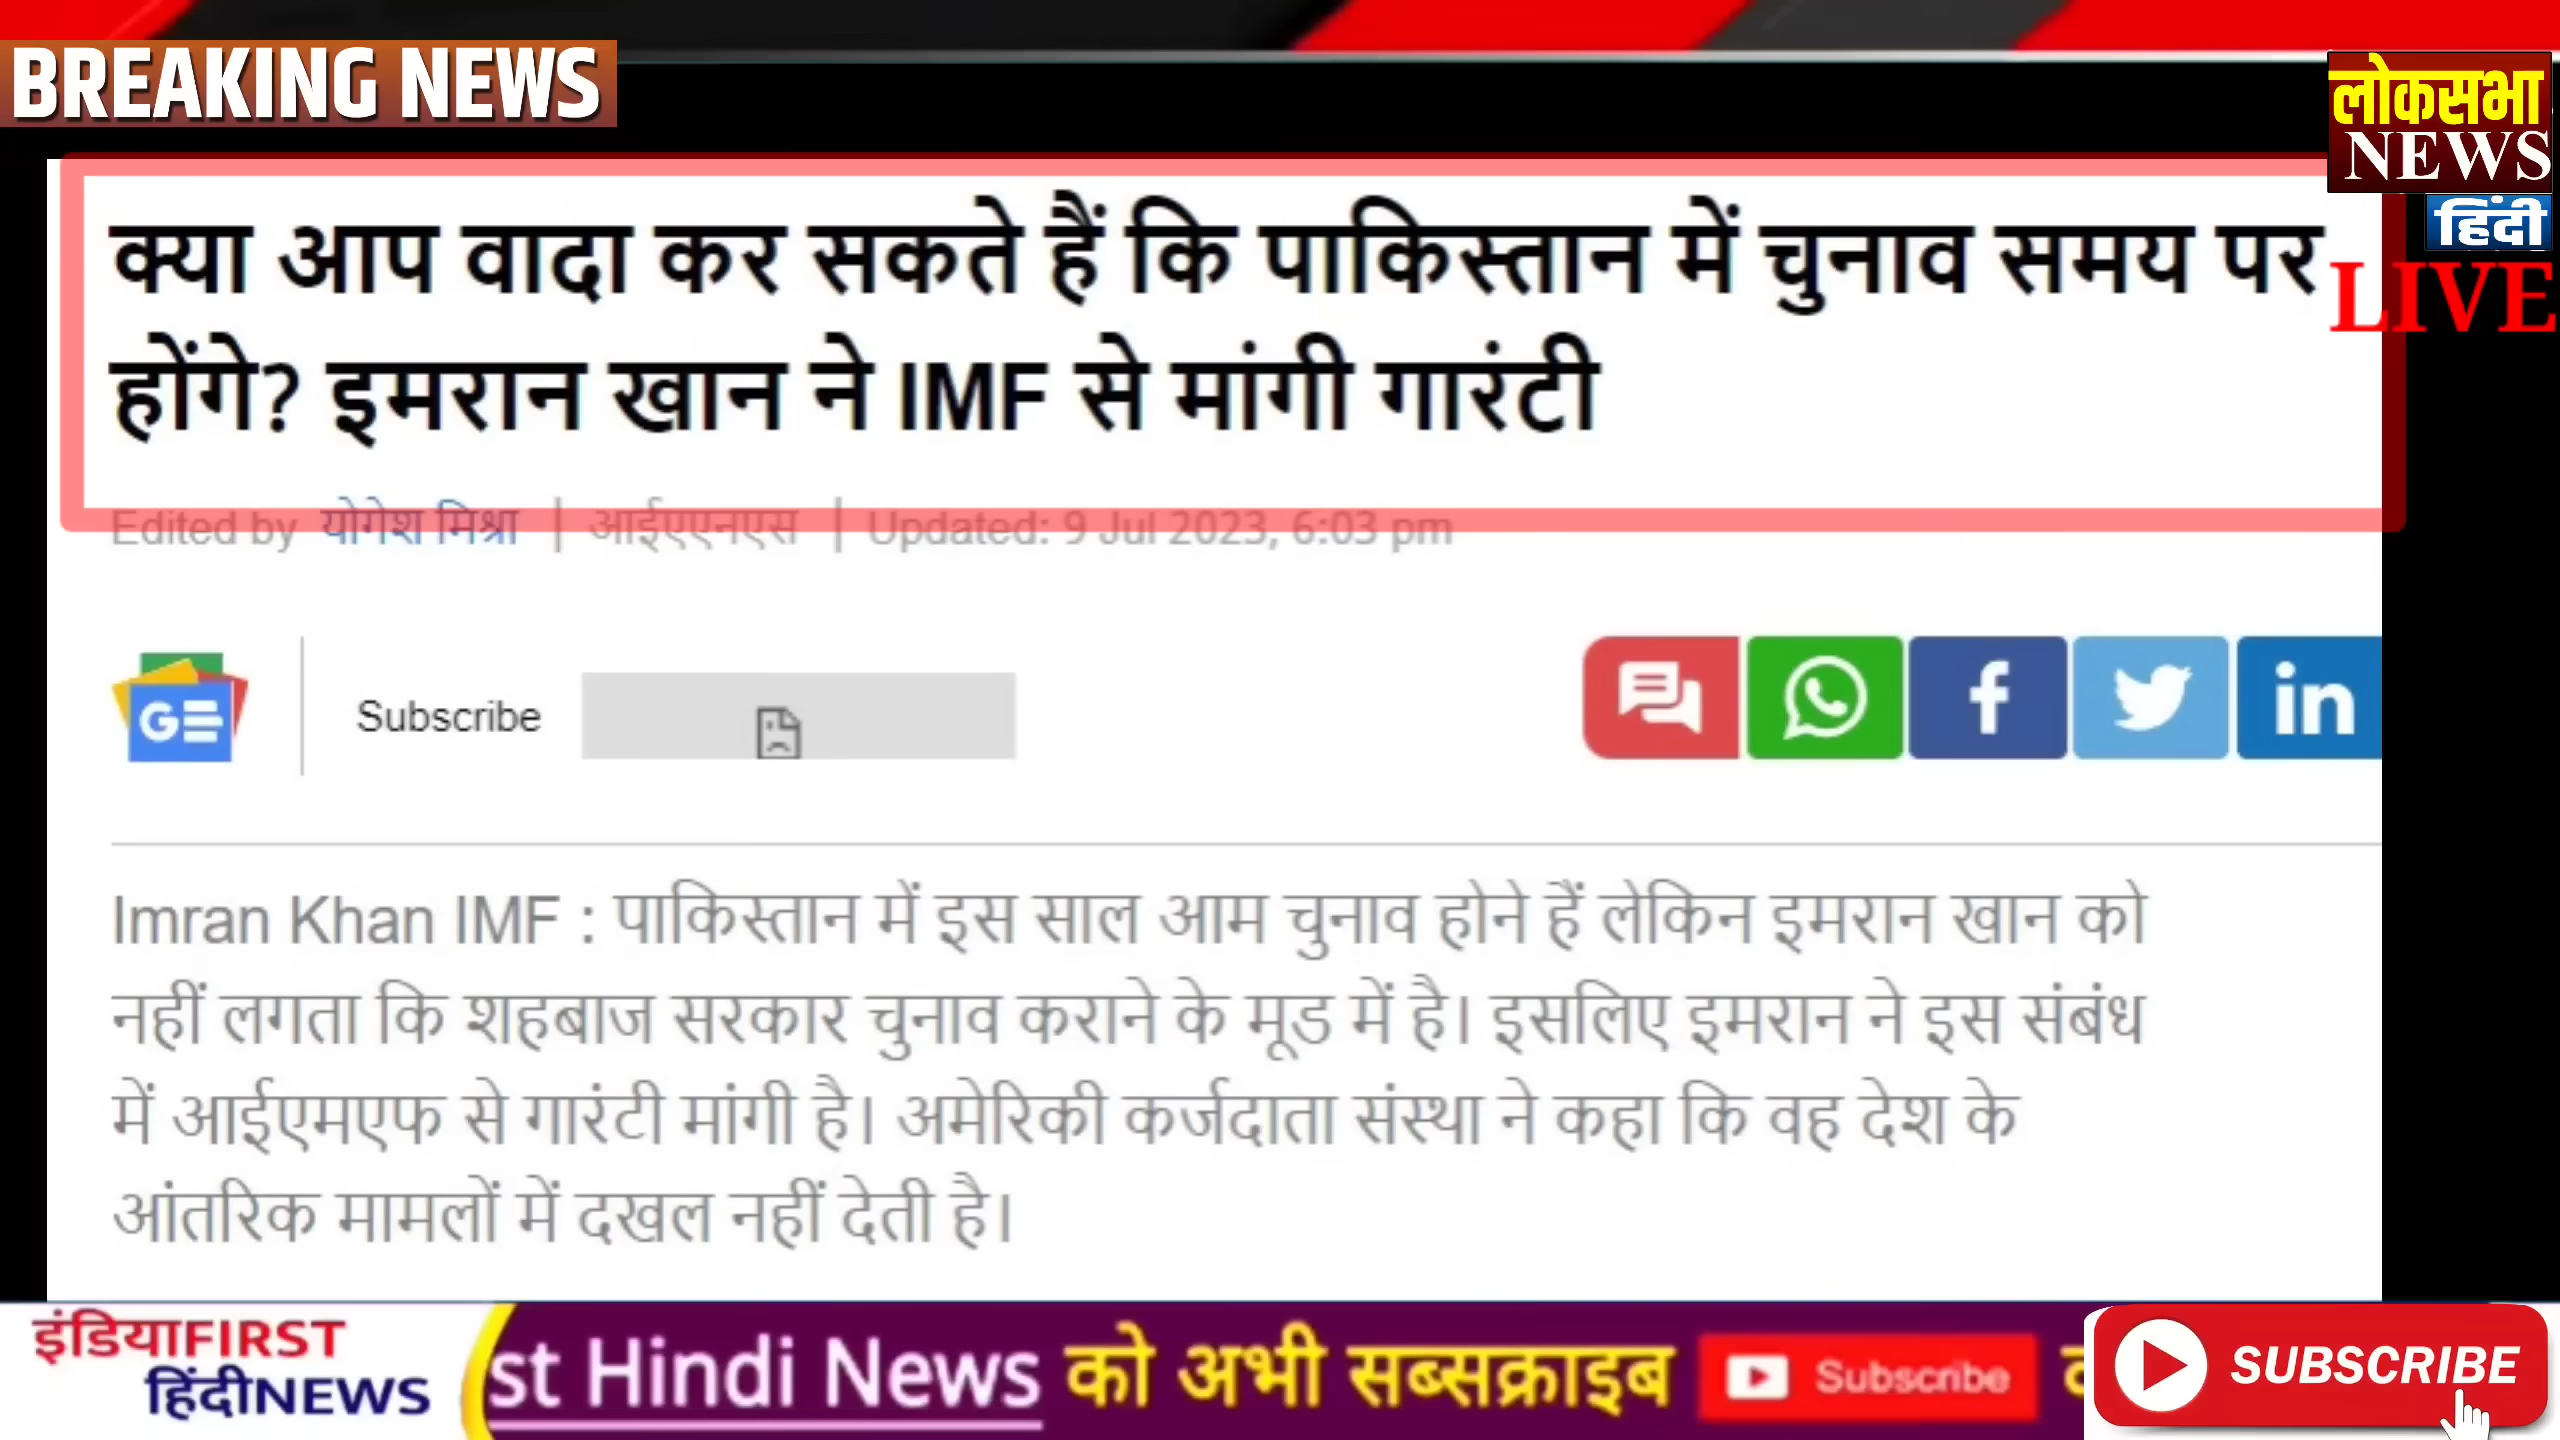 BREAKING NEWS
लोकसभा
NEWS
हिंदी
LIVE
क्या आप वादा कर सकते हैं कि पाकिस्तान में चुनाव समय पर
होंगे? इमरान खान ने IMF से मांगी गारंटी
Edited by योगेश मिश्रा | आईएएनएस | Updated: 9 Jul 2023, 6:03 pm
Subscribe
Imran Khan IMF : पाकिस्तान में इस साल आम चुनाव होने हैं लेकिन इमरान खान को
नहीं लगता कि शहबाज सरकार चुनाव कराने के मूड में है। इसलिए इमरान ने इस संबंध
में आईएमएफ से गारंटी मांगी है। अमेरिकी कर्जदाता संस्था ने कहा कि वह देश के
आंतरिक मामलों में दखल नहीं देती है।
इंडियाFIRST
हिंदीNEWS
st Hindi News को अभी सब्सक्राइब Subscribe
SUBSCRIBE